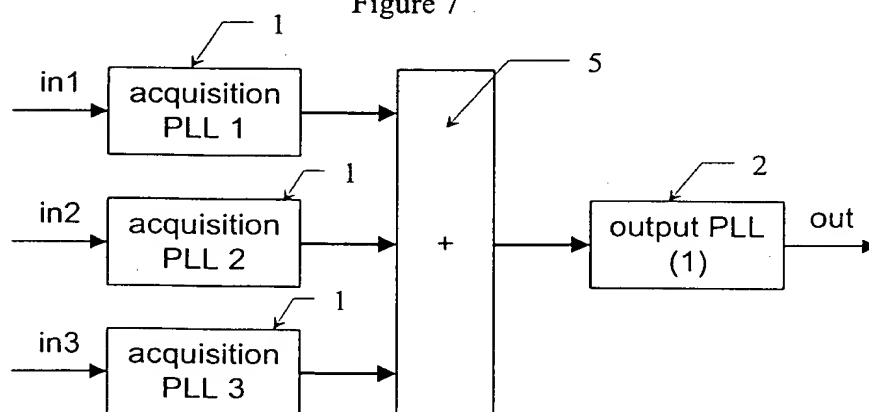 Figure 7
1
5
in1
acquisition
PLL 1
1
2
in2
acquisition
PLL 2
+
output PLL
(1)
out
1
in3
acquisition
PLL 3